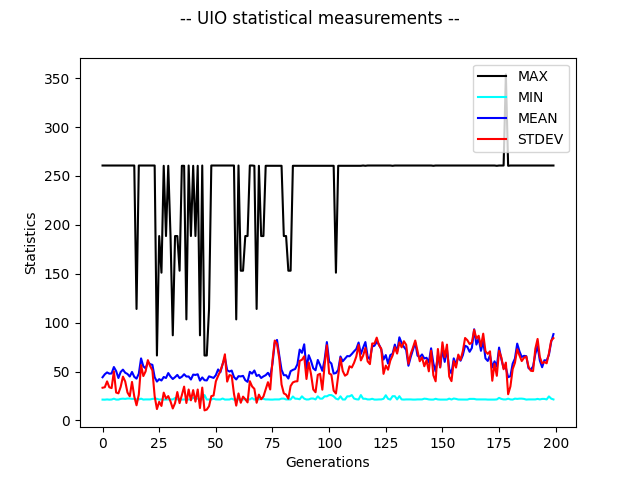 -- UIO statistical measurements --
MAX
MIN
MEAN
STDEV
Statistics
350
300
250
200
150
100
50
0
0 25 50 75 100 125 150 175 200
Generations